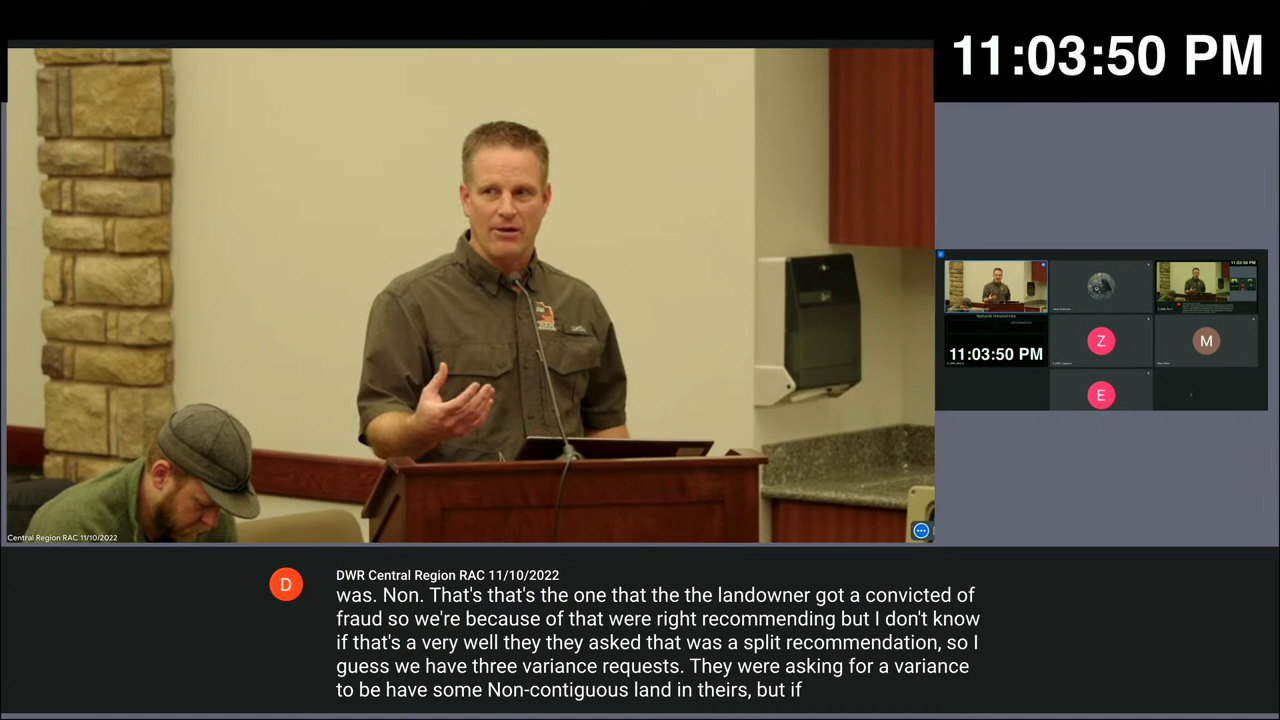 11:03:50 PM
Central Region RAC 11/10/2022
11:03:50 PM
Z
M
E
D
DWR Central Region RAC 11/10/2022
was. Non. That's that's the one that the the landowner got a convicted of
fraud so we're because of that were right recommending but I don't know
if that's a very well they they asked that was a split recommendation, so I
guess we have three variance requests. They were asking for a variance
to be have some Non-contiguous land in theirs, but if